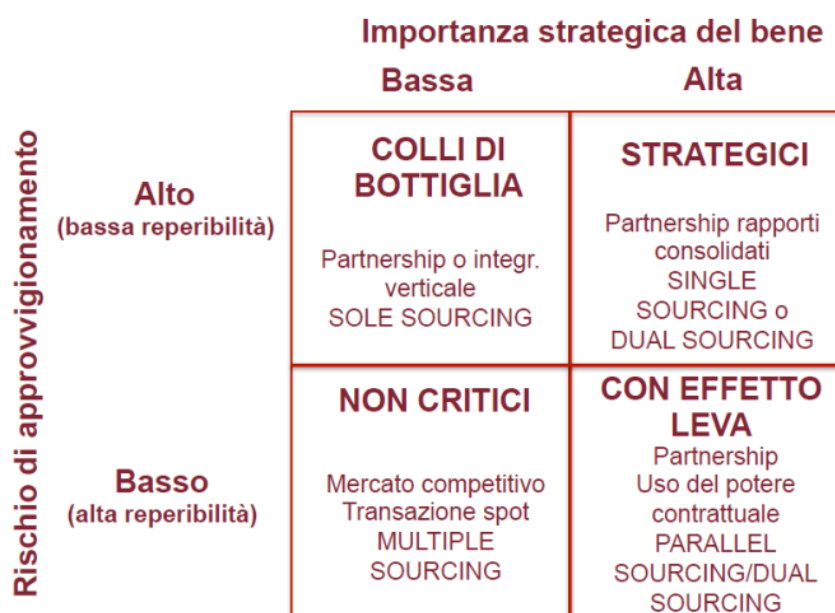 Importanza strategica del bene
Bassa
Alta
Rischio di approvvigionamento
Alto
(bassa reperibilità)
COLLI DI
BOTTIGLIA
Partnership o integr.
verticale
SOLE SOURCING
STRATEGICI
Partnership rapporti
consolidati
SINGLE
SOURCING o
DUAL SOURCING
Basso
(alta reperibilità)
NON CRITICI
Mercato competitivo
Transazione spot
MULTIPLE
SOURCING
CON EFFETTO
LEVA
Partnership
Uso del potere
contrattuale
PARALLEL
SOURCING/DUAL
SOURCING